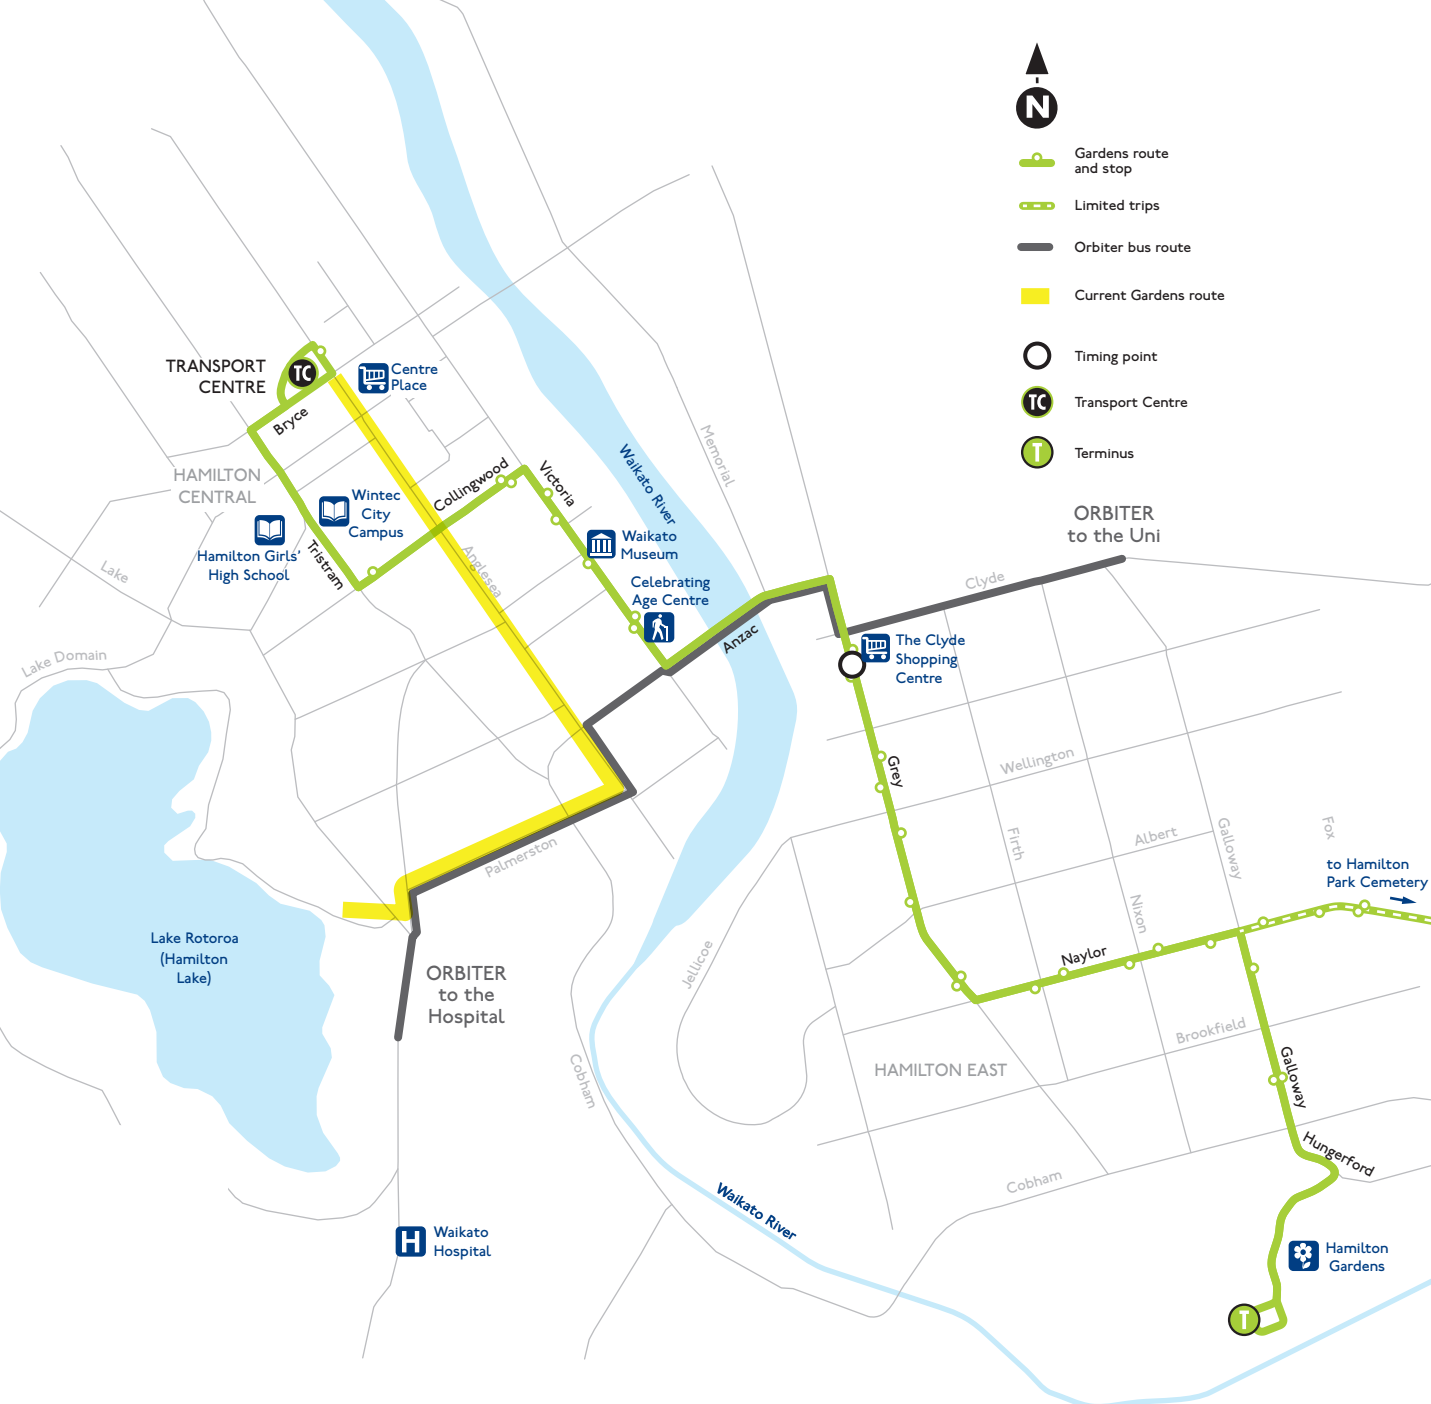 N
Gardens route
and stop
Limited trips
Orbiter bus route
Current Gardens route
Timing point
TC
Transport Centre
T
Terminus
TRANSPORT
CENTRE
TC
Centre
Place
Bryce
HAMILTON
CENTRAL
Wintec
City
Campus
Hamilton Girls'
High School
Tristram
Collingwood
Victoria
Waikato River
Memorial
Waikato
Museum
Celebrating
Age Centre
Anglesea
Anzac
Lake
Lake Domain
ORBITER
to the Uni
Clyde
The Clyde
Shopping
Centre
Grey
Wellington
Firth
Albert
Galloway
Fox
to Hamilton
Park Cemetery
Nixon
Palmerston
Lake Rotoroa
(Hamilton
Lake)
ORBITER
to the
Hospital
Jellicoe
Naylor
Brookfield
HAMILTON EAST
Cobham
Galloway
Hungerford
Cobham
Waikato River
H
Waikato
Hospital
Hamilton
Gardens
T